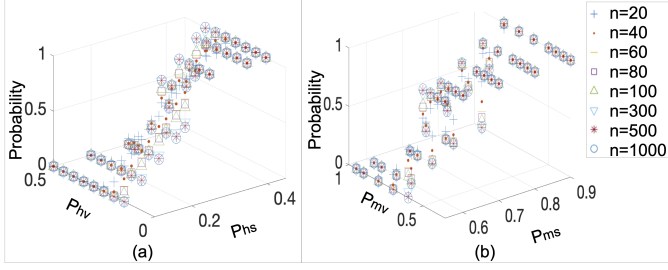 1
0.5
0
0.5
0
0.2
0.4
Probability
Phv
Phs
(a)
1
0.5
0
1
0.5
0.6
0.7
0.8
0.9
Probability
Pmv
Pms
(b)
n=20
n=40
n=60
n=80
n=100
n=300
n=500
n=1000